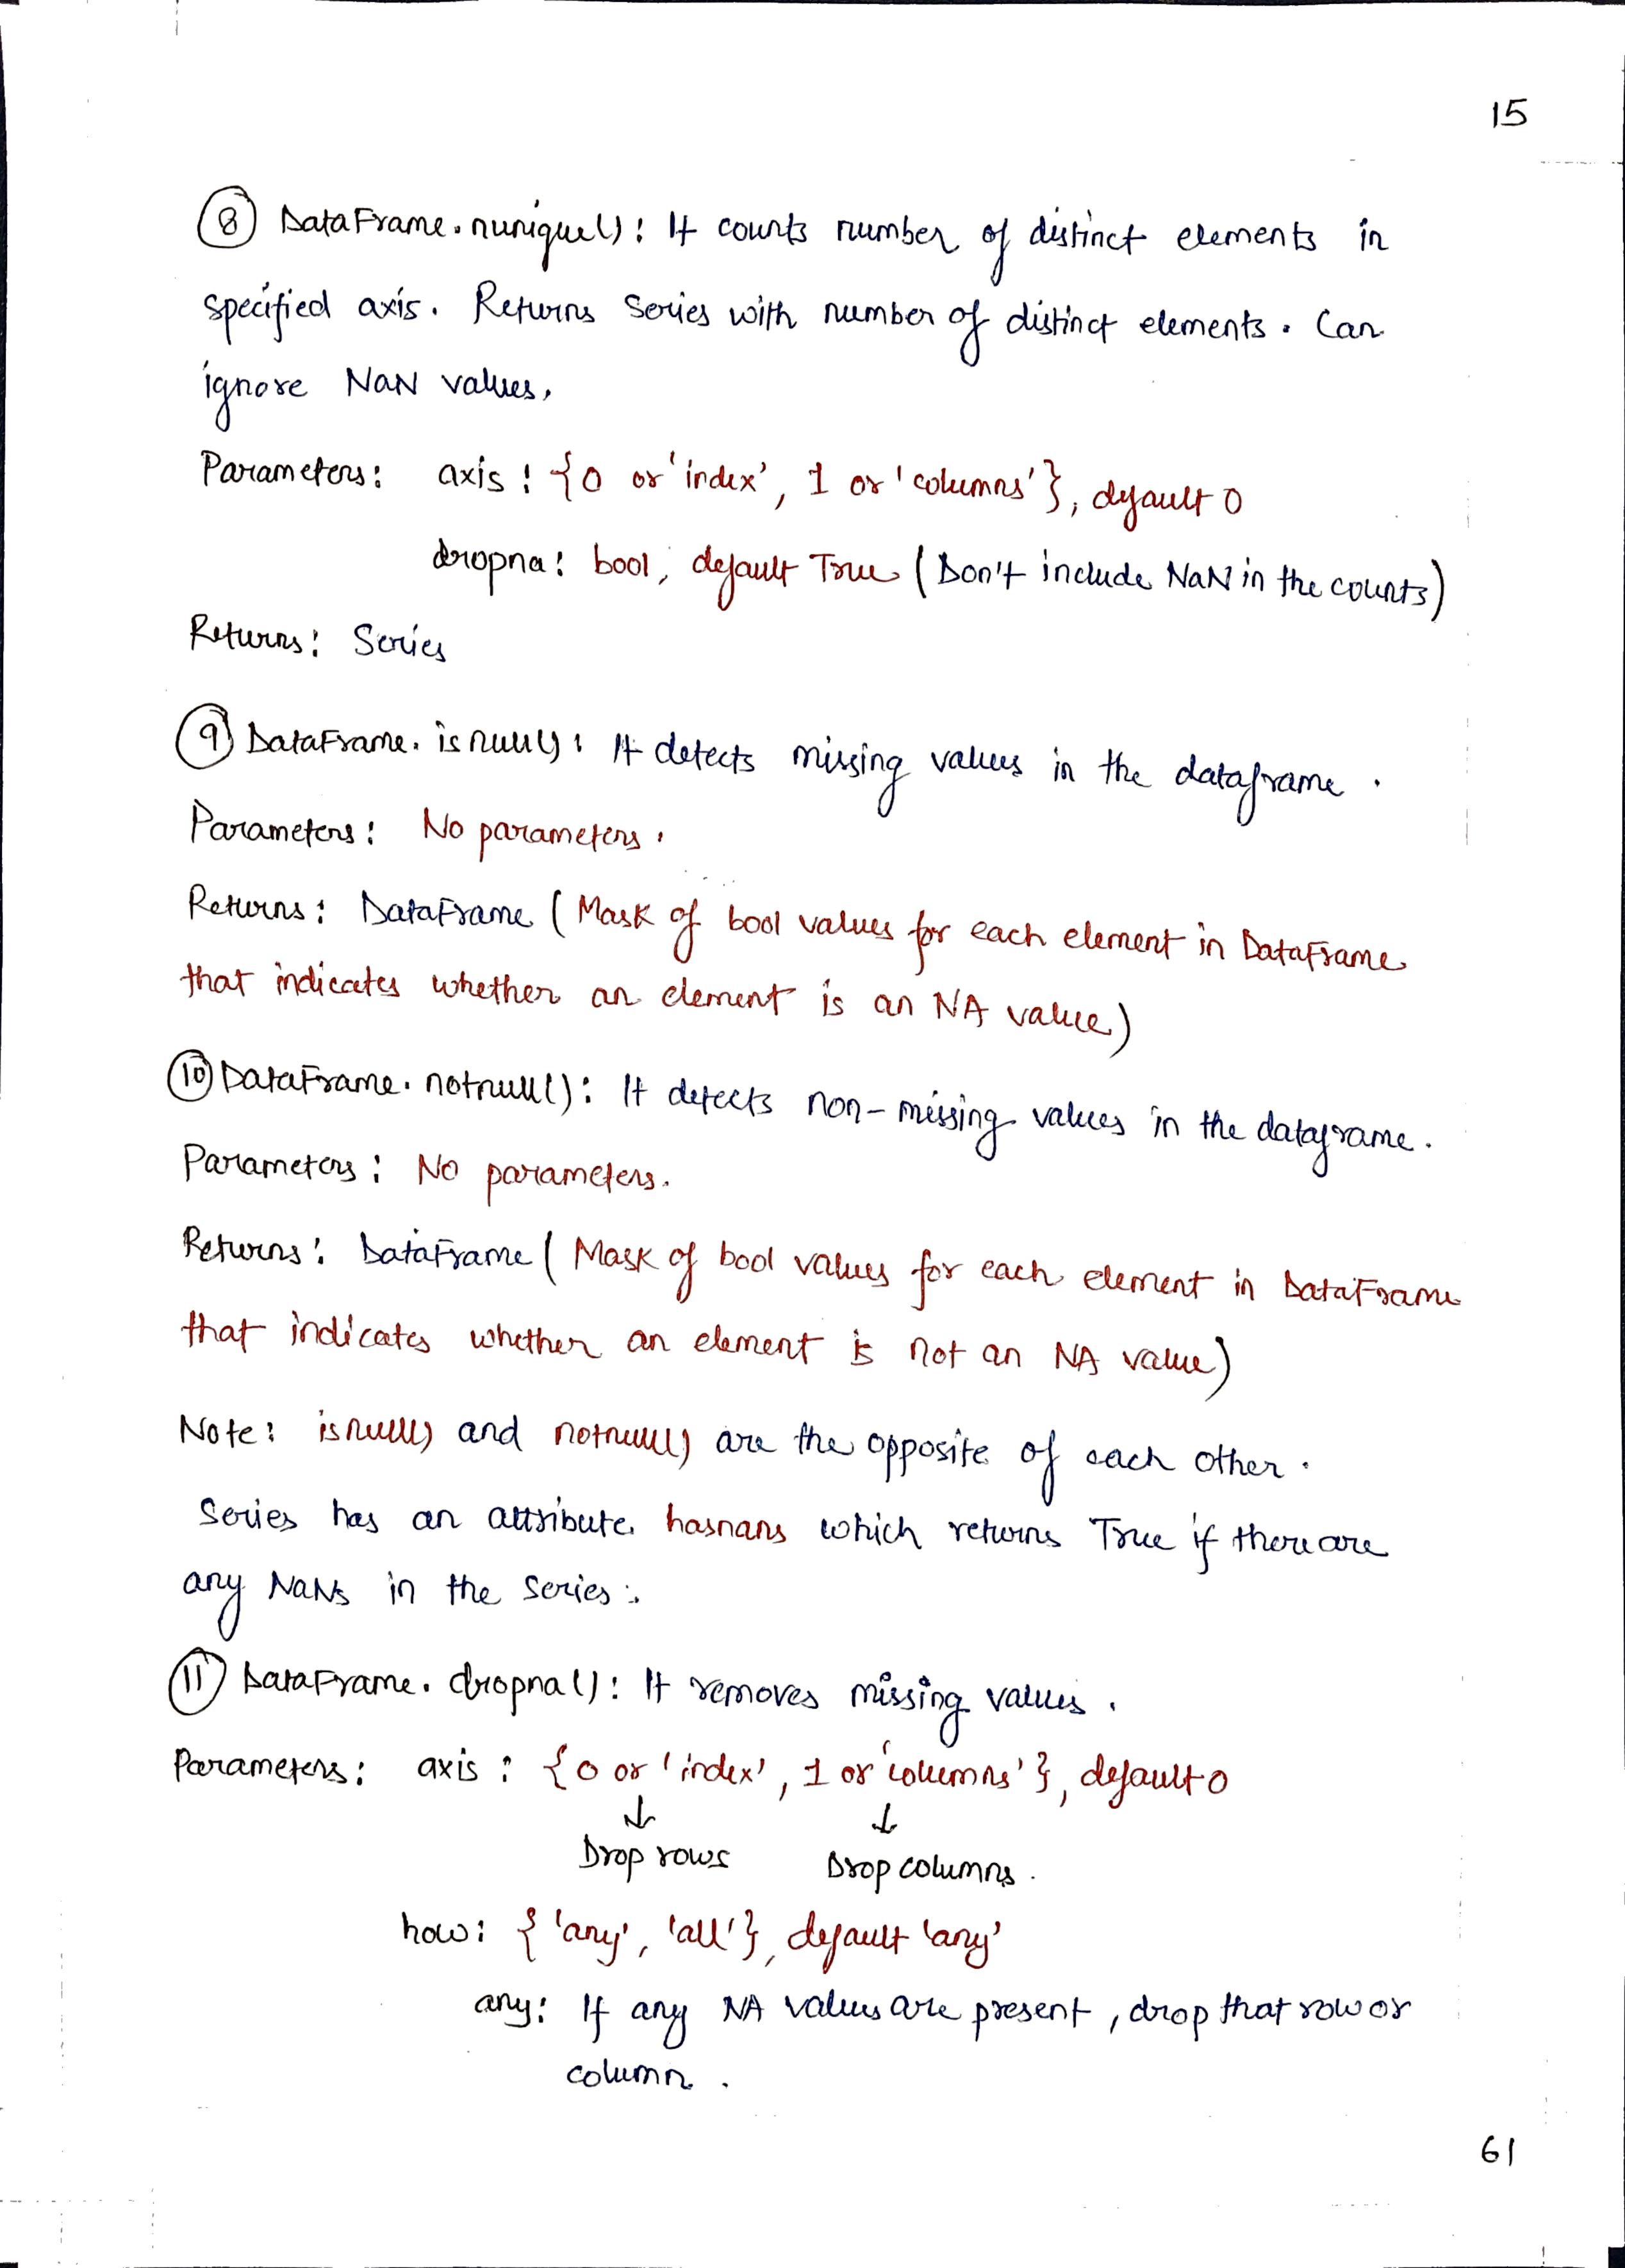 15
⑧ DataFrame.nunique(): It counts number of distinct elements in
specified axis. Returns Series with number of distinct elements. Can
ignore NaN values.
Parameters: axis: {0 or 'index', 1 or 'columns'}, default 0
dropna: bool, default True (Don't include NaN in the counts)
Returns: Series
⑨ DataFrame.isnull(): It detects missing values in the dataframe.
Parameters: No parameters.
Returns: DataFrame (Mask of bool values for each element in DataFrame
that indicates whether an element is an NA value)
⑩ DataFrame.notnull(): It detects non-missing values in the dataframe.
Parameters: No parameters.
Returns: DataFrame (Mask of bool values for each element in DataFrame
that indicates whether an element is not an NA value)
Note: isnull() and notnull() are the opposite of each other.
Series has an attribute hasnans which returns True if there are
any NaNs in the series.
⑪ DataFrame.dropna(): It removes missing values.
Parameters: axis: {0 or 'index', 1 or 'columns'}, default 0
↓ ↓
Drop rows Drop columns.
how: {'any', 'all'}, default 'any'
any: If any NA values are present, drop that row or
column.
61